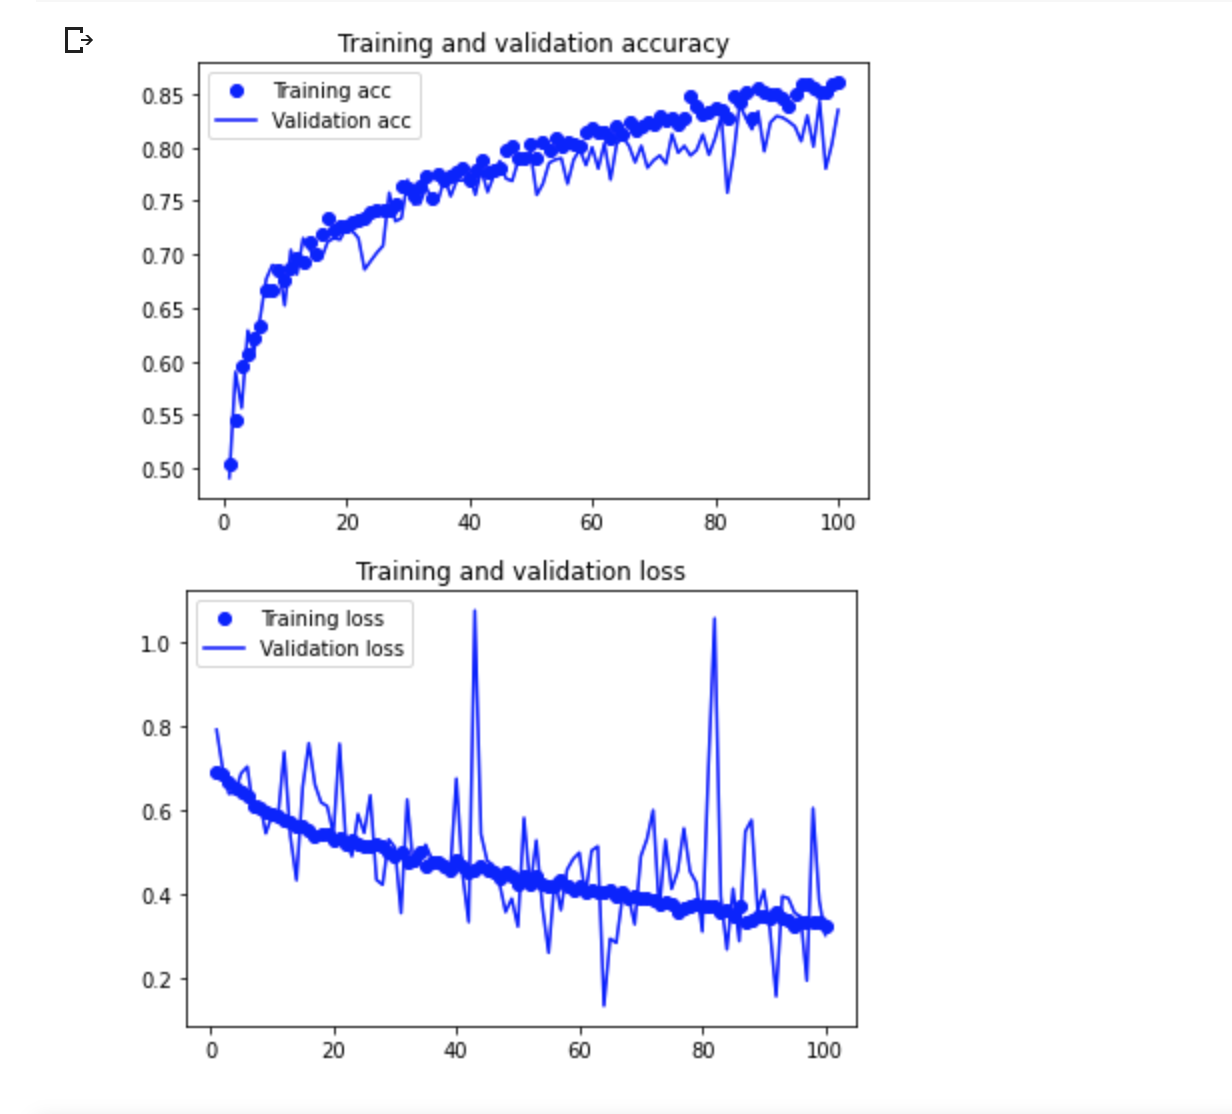 Training and validation accuracy
Training acc
Validation acc
0.85
0.80
0.75
0.70
0.65
0.60
0.55
0.50
0 20 40 60 80 100
Training and validation loss
Training loss
Validation loss
1.0
0.8
0.6
0.4
0.2
0 20 40 60 80 100